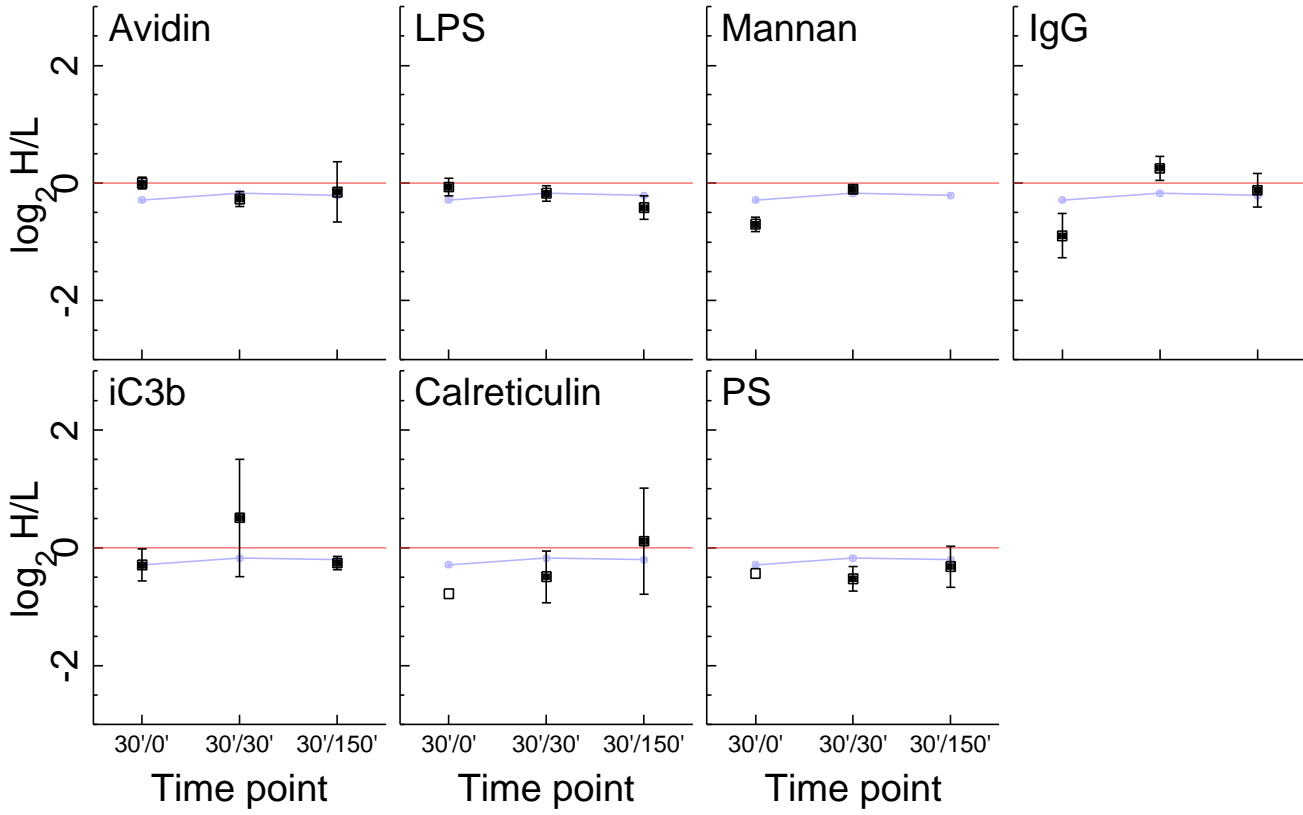 Avidin
LPS
Mannan
IgG
log2 H/L
2
0
-2
iC3b
Calreticulin
PS
log2 H/L
2
0
-2
30'/0' 30'/30' 30'/150'
30'/0' 30'/30' 30'/150'
30'/0' 30'/30' 30'/150'
Time point
Time point
Time point